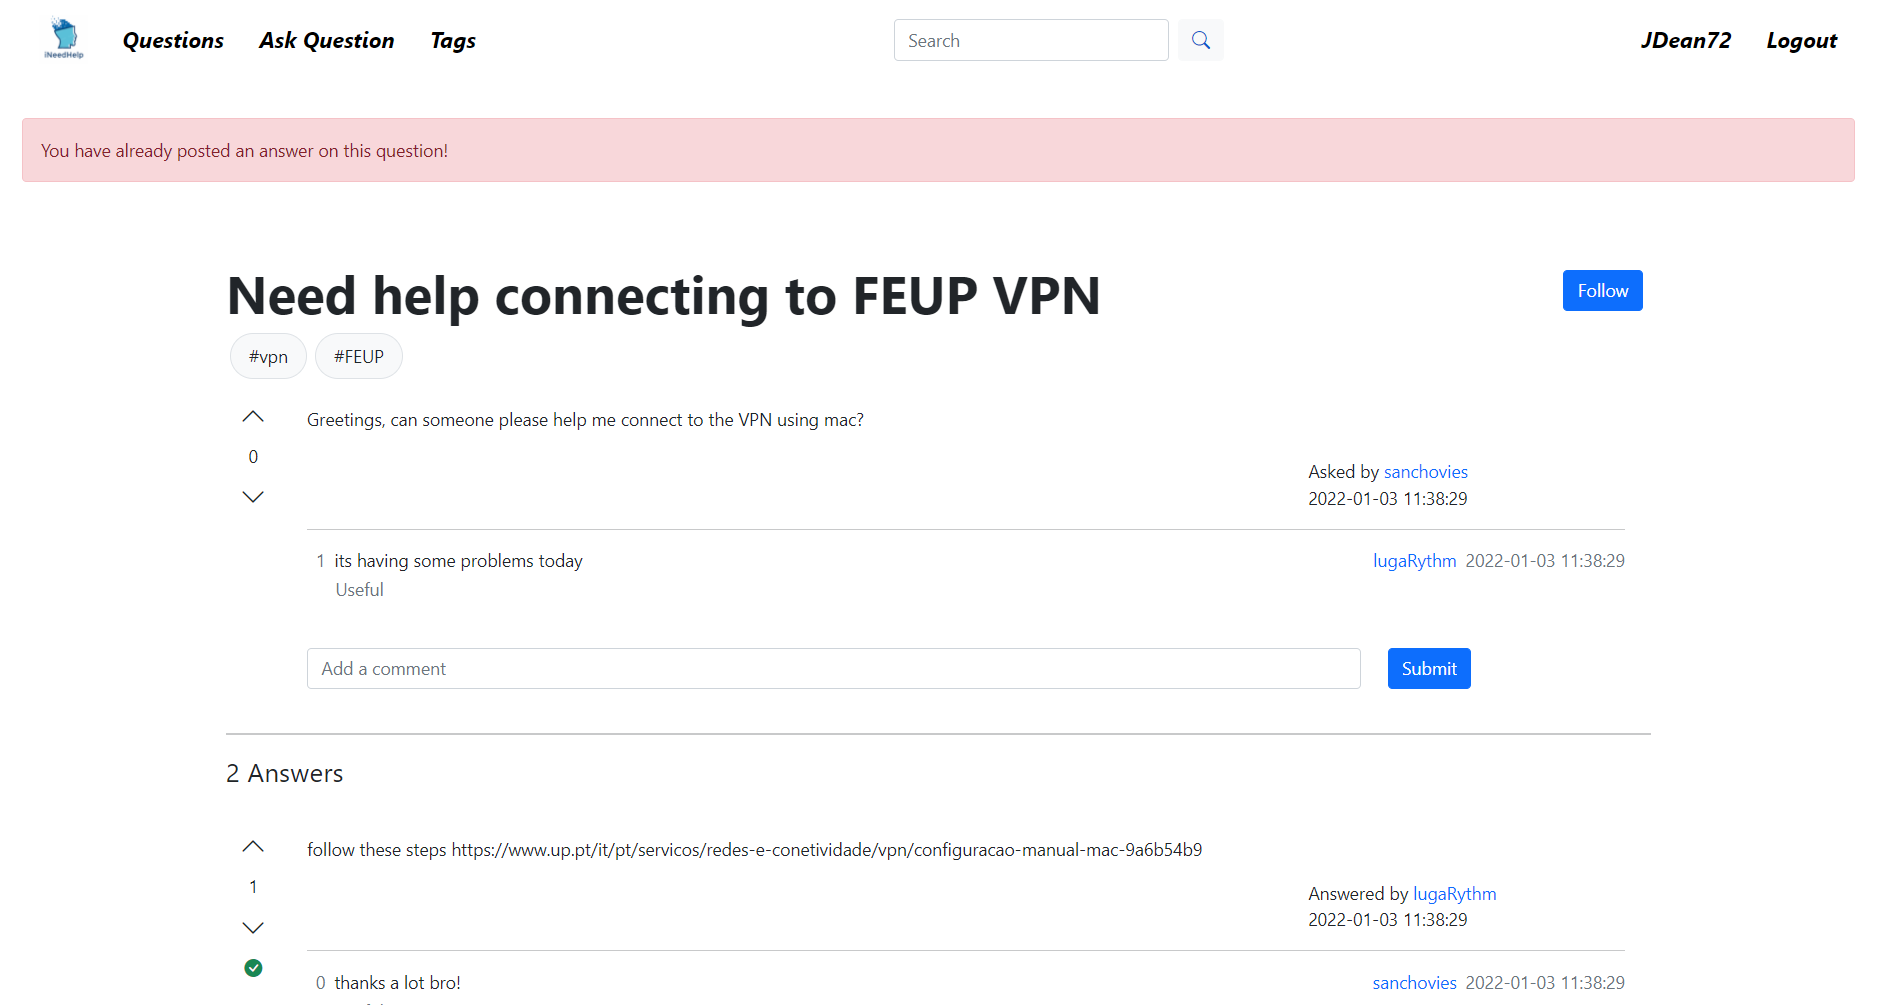 iNeedHelp
Questions Ask Question Tags Search JDean72 Logout
You have already posted an answer on this question!
Need help connecting to FEUP VPN
Follow
#vpn #FEUP
Greetings, can someone please help me connect to the VPN using mac?
0
Asked by sanchovies
2022-01-03 11:38:29
1 its having some problems today lugaRythm 2022-01-03 11:38:29
Useful
Add a comment Submit
2 Answers
follow these steps https://www.up.pt/it/pt/servicos/redes-e-conetividade/vpn/configuracao-manual-mac-9a6b54b9
1
Answered by lugaRythm
2022-01-03 11:38:29
0 thanks a lot bro! sanchovies 2022-01-03 11:38:29